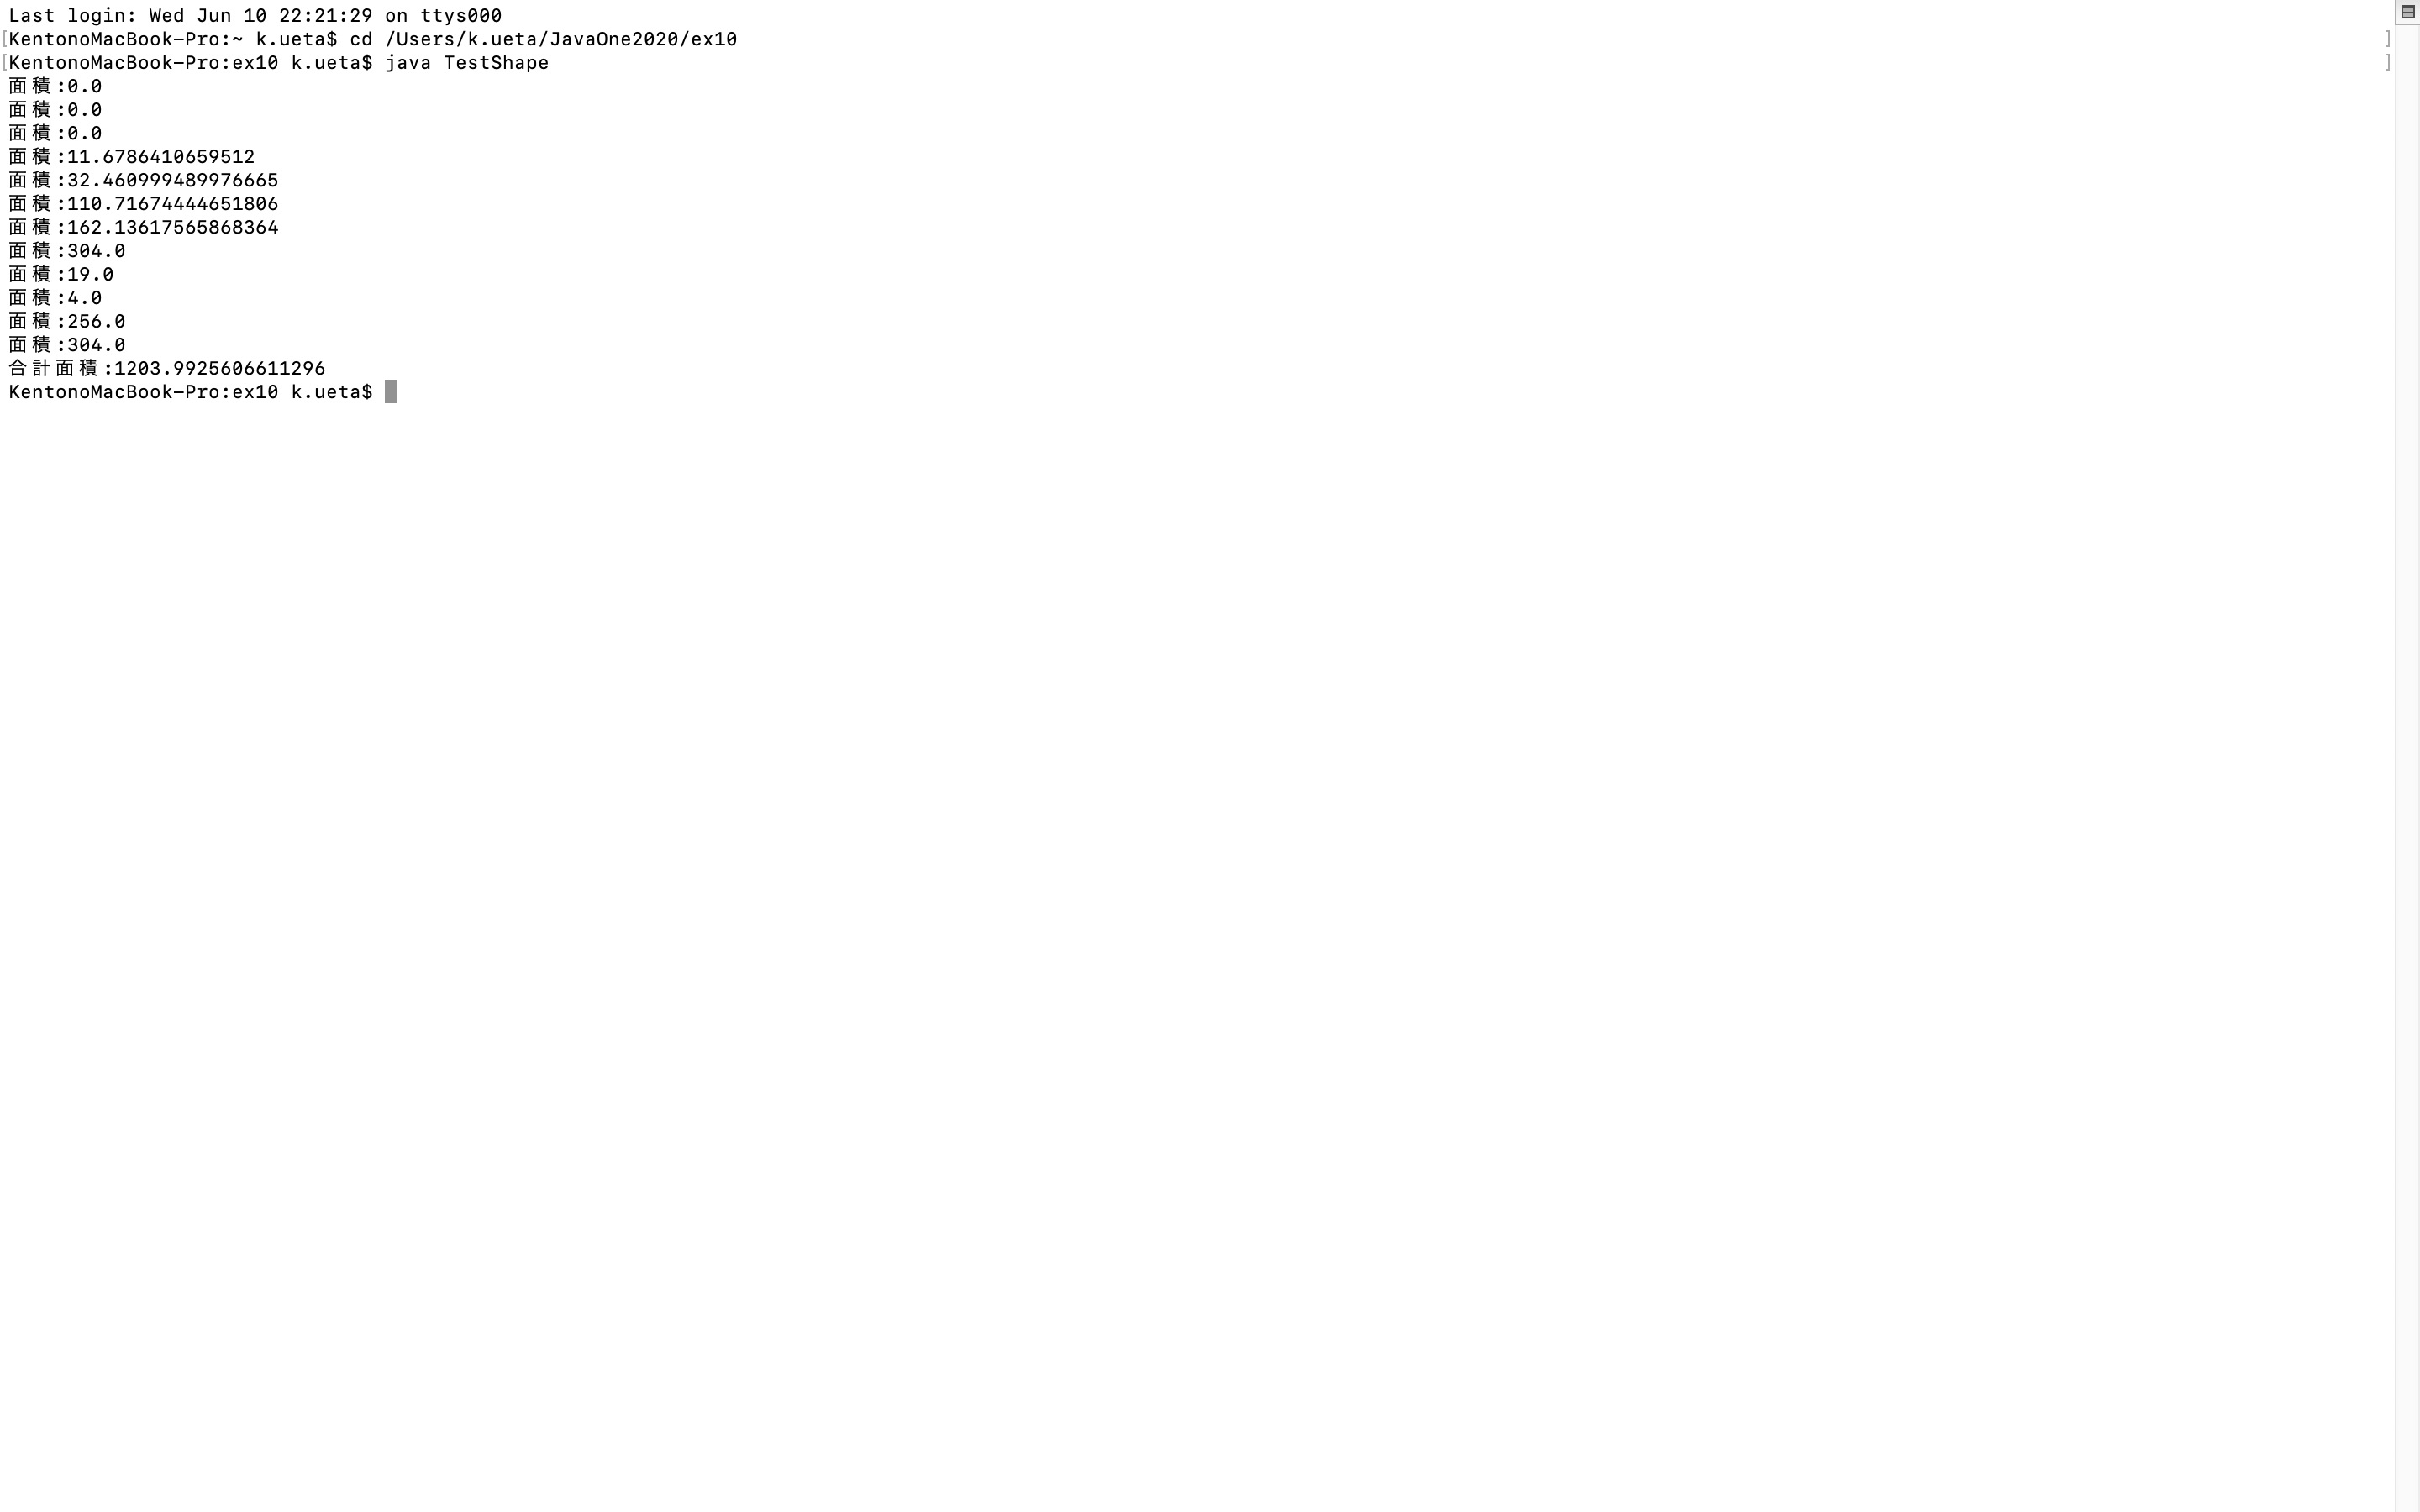 Last login: Wed Jun 10 22:21:29 on ttys000
[KentonoMacBook-Pro:~ k.ueta$ cd /Users/k.ueta/JavaOne2020/ex10 ]
[KentonoMacBook-Pro:ex10 k.ueta$ java TestShape ]
面積:0.0
面積:0.0
面積:0.0
面積:11.6786410659512
面積:32.460999489976665
面積:110.71674444651806
面積:162.13617565868364
面積:304.0
面積:19.0
面積:4.0
面積:256.0
面積:304.0
合計面積:1203.9925606611296
KentonoMacBook-Pro:ex10 k.ueta$